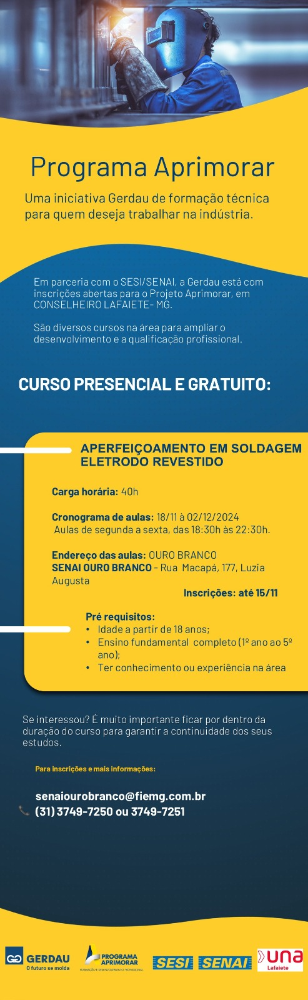 Programa Aprimorar
Uma iniciativa Gerdau de formação técnica
para quem deseja trabalhar na indústria.
Em parceria com o SESI/SENAI, a Gerdau está com
inscrições abertas para o Projeto Aprimorar, em
CONSELHEIRO LAFAIETE- MG.
São diversos cursos na área para ampliar o
desenvolvimento e a qualificação profissional.
CURSO PRESENCIAL E GRATUITO:
APERFEIÇOAMENTO EM SOLDAGEM
ELETRODO REVESTIDO
Carga horária: 40h
Cronograma de aulas: 18/11 à 02/12/2024
Aulas de segunda a sexta, das 18:30h às 22:30h.
Endereço das aulas: OURO BRANCO
SENAI OURO BRANCO - Rua Macapá, 177, Luzia
Augusta
Inscrições: até 15/11
Pré requisitos:
• Idade a partir de 18 anos;
• Ensino fundamental completo (1º ano ao 5º
ano);
• Ter conhecimento ou experiência na área
Se interessou? É muito importante ficar por dentro da
duração do curso para garantir a continuidade dos seus
estudos.
Para inscrições e mais informações:
senaiourobranco@fiemg.com.br
(31) 3749-7250 ou 3749-7251
GERDAU
O futuro se molda
PROGRAMA
APRIMORAR
FORMAÇÃO E DESENVOLVIMENTO PROFISSIONAL
SESI
SENAI
una
Lafaiete